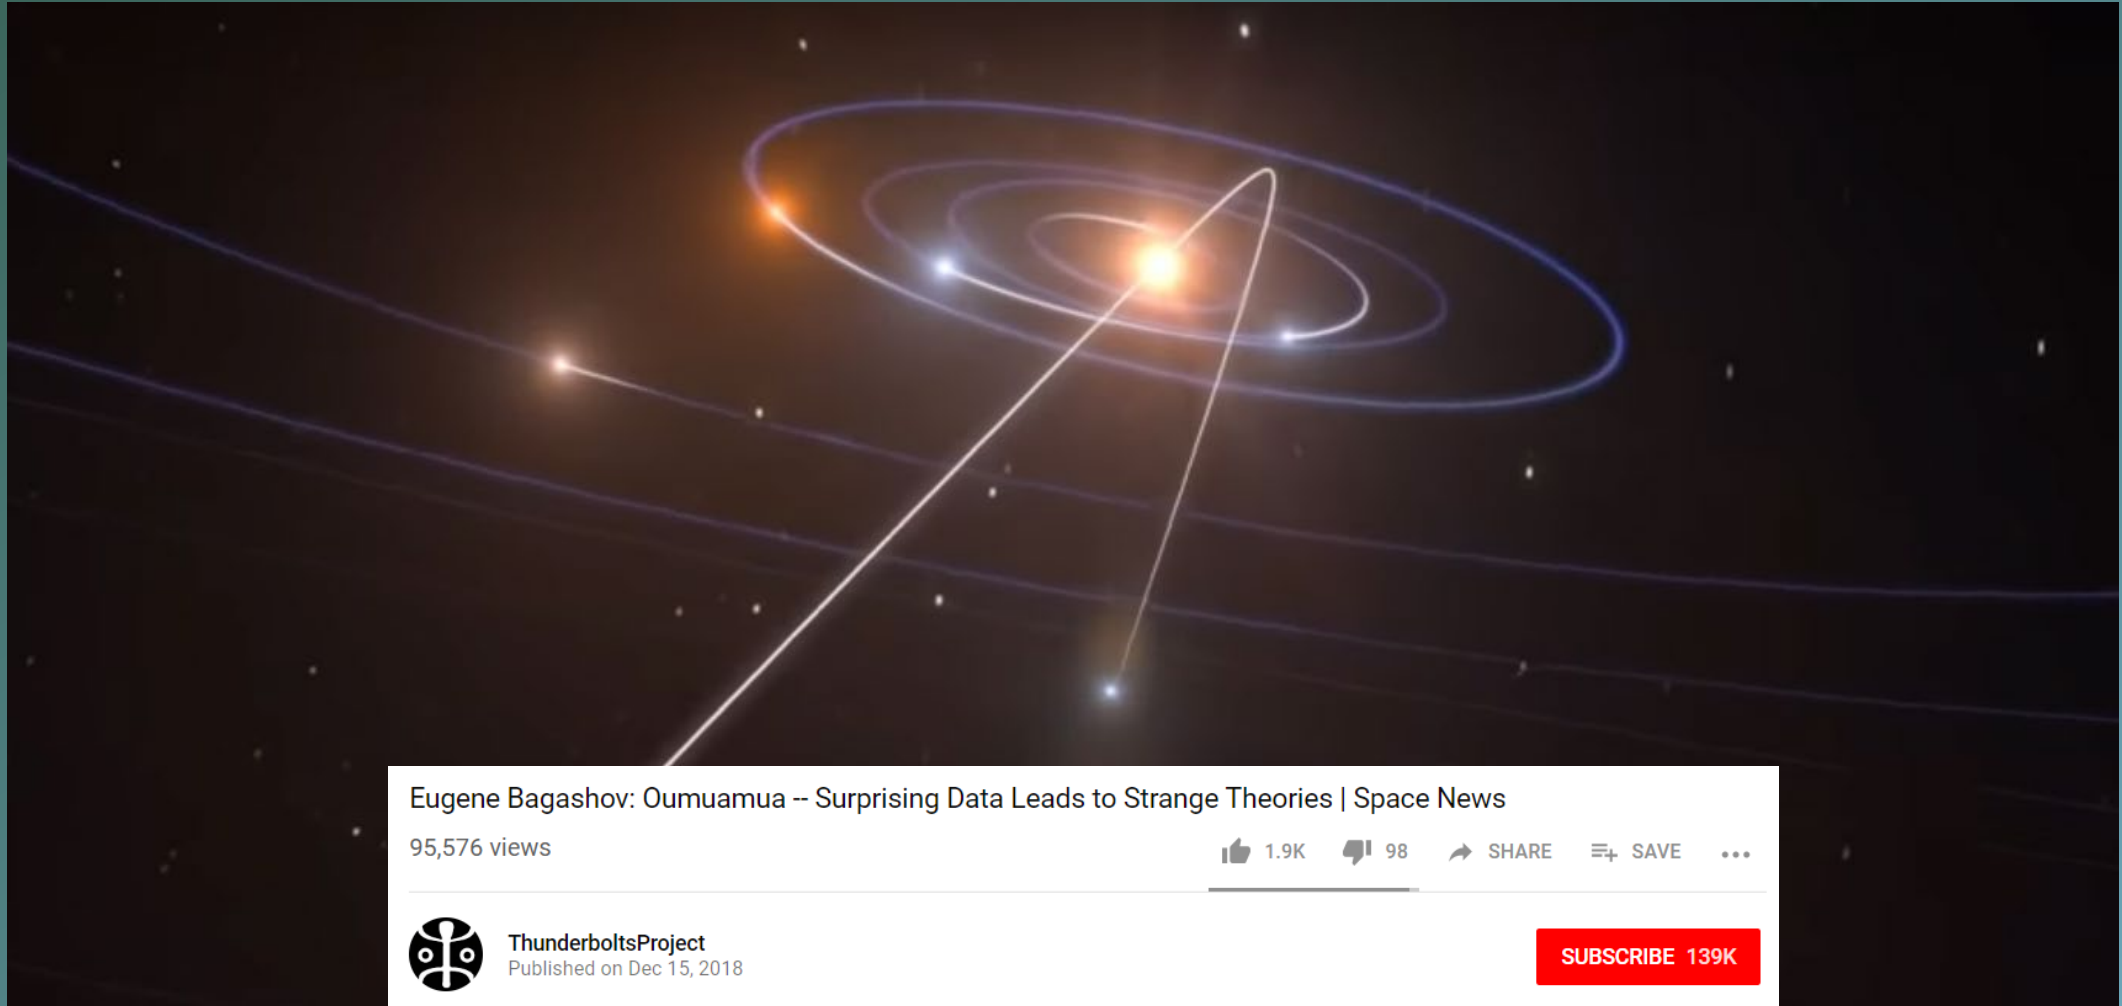 Eugene Bagashov: Oumuamua -- Surprising Data Leads to Strange Theories | Space News
95,576 views
1.9K 98 SHARE SAVE
ThunderboltsProject
Published on Dec 15, 2018
SUBSCRIBE 139K